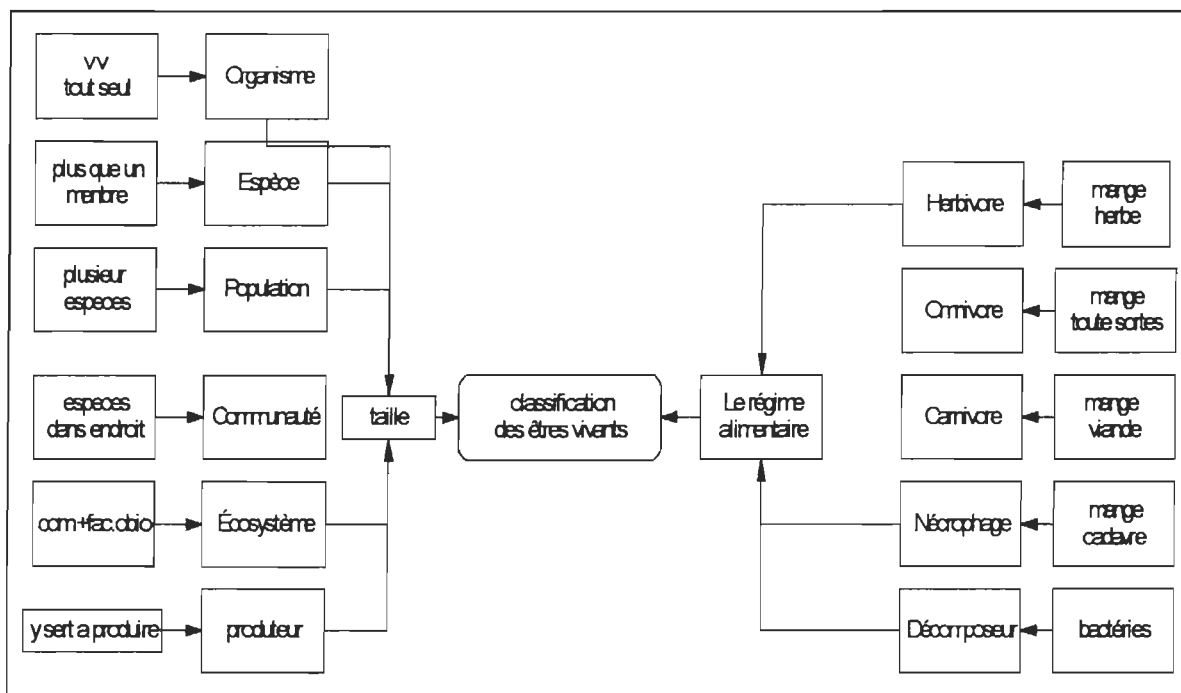 vv
tout seul
Organisme
plus que un
menbre
Espèce
plusieur
especes
Population
especes
dans endroit
Communauté
com+fac.obio
Écosystème
y sert a produire
produteur
taille
classification
des êtres vivants
Le régime
alimentaire
Herbivore
mange
herbe
Omnivore
mange
toute sortes
Carnivore
mange
viande
Nécrophage
mange
cadavre
Décomposeur
bactéries